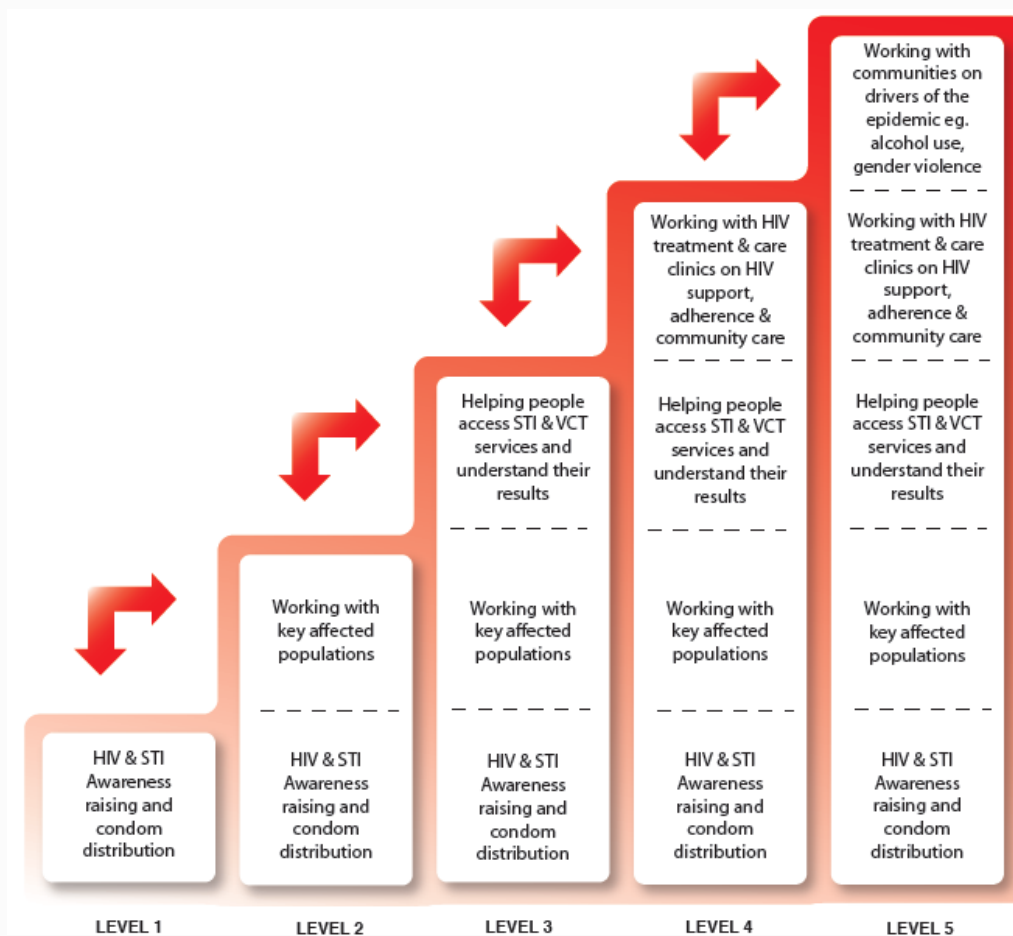 HIV & STI
Awareness
raising and
condom
distribution
LEVEL 1
Working with
key affected
populations
HIV & STI
Awareness
raising and
condom
distribution
LEVEL 2
Helping people
access STI & VCT
services and
understand their
results
Working with
key affected
populations
HIV & STI
Awareness
raising and
condom
distribution
LEVEL 3
Working with HIV
treatment & care
clinics on HIV
support,
adherence &
community care
Helping people
access STI & VCT
services and
understand their
results
Working with
key affected
populations
HIV & STI
Awareness
raising and
condom
distribution
LEVEL 4
Working with
communities on
drivers of the
epidemic eg.
alcohol use,
gender violence
Working with HIV
treatment & care
clinics on HIV
support,
adherence &
community care
Helping people
access STI & VCT
services and
understand their
results
Working with
key affected
populations
HIV & STI
Awareness
raising and
condom
distribution
LEVEL 5